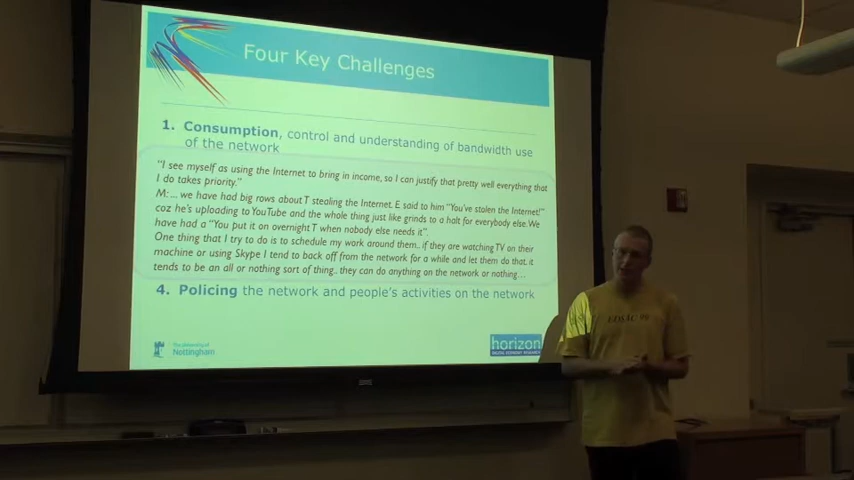 Four Key Challenges
1. Consumption, control and understanding of bandwidth use
of the network
"I see myself as using the Internet to bring in income, so I can justify that pretty well everything that
I do takes priority."
M: ... we have had big rows about T stealing the Internet. E said to him "You've stolen the Internet!"
coz he's uploading to YouTube and the whole thing just like grinds to a halt for everybody else. We
have had a "You put it on overnight T when nobody else needs it".
One thing that I try to do is to schedule my work around them.. if they are watching TV on their
machine or using Skype I tend to back off from the network for a while and let them do that. it
tends to be an all or nothing sort of thing.. they can do anything on the network or nothing...
4. Policing the network and people's activities on the network
The University of
Nottingham
horizon
DIGITAL ECONOMY RESEARCH
EDSAC